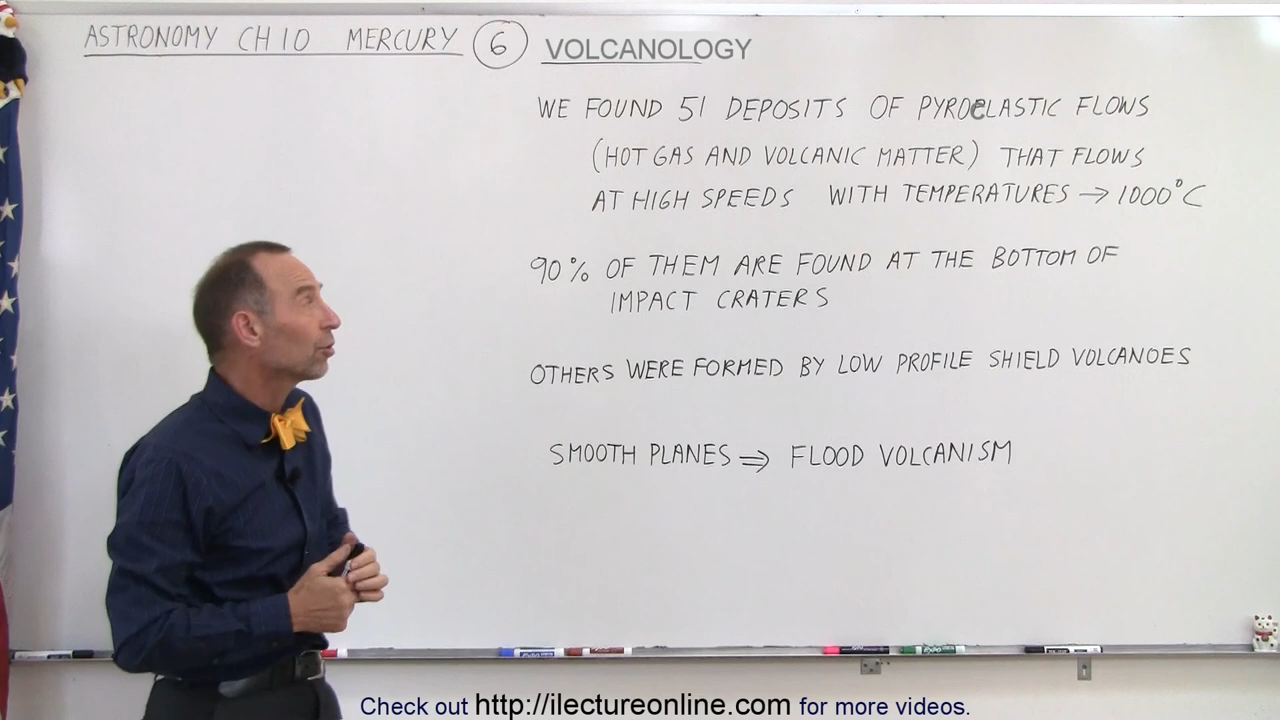 ASTRONOMY CH 10 MERCURY 6 VOLCANOLOGY
WE FOUND 51 DEPOSITS OF PYROCLASTIC FLOWS
(HOT GAS AND VOLCANIC MATTER) THAT FLOWS
AT HIGH SPEEDS WITH TEMPERATURES → 1000°C
90% OF THEM ARE FOUND AT THE BOTTOM OF
IMPACT CRATERS
OTHERS WERE FORMED BY LOW PROFILE SHIELD VOLCANOES
SMOOTH PLANES ⇒ FLOOD VOLCANISM
Check out http://ilectureonline.com for more videos.